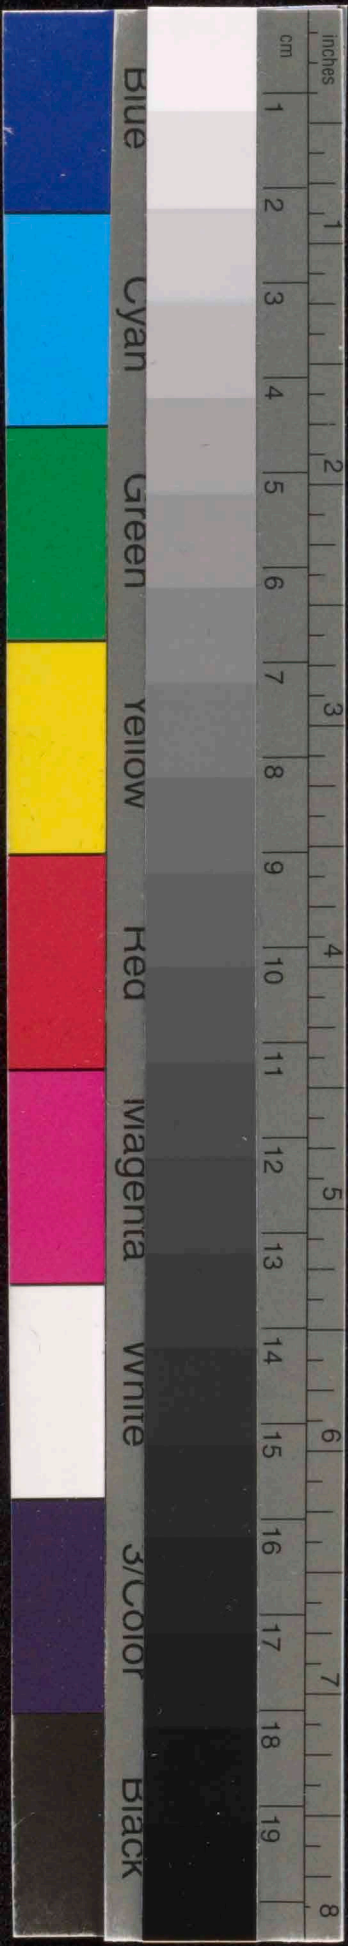 inches
1 2 3 4 5 6 7 8
cm
1 2 3 4 5 6 7 8 9 10 11 12 13 14 15 16 17 18 19
Blue Cyan Green Yellow Red Magenta White 3/Color Black